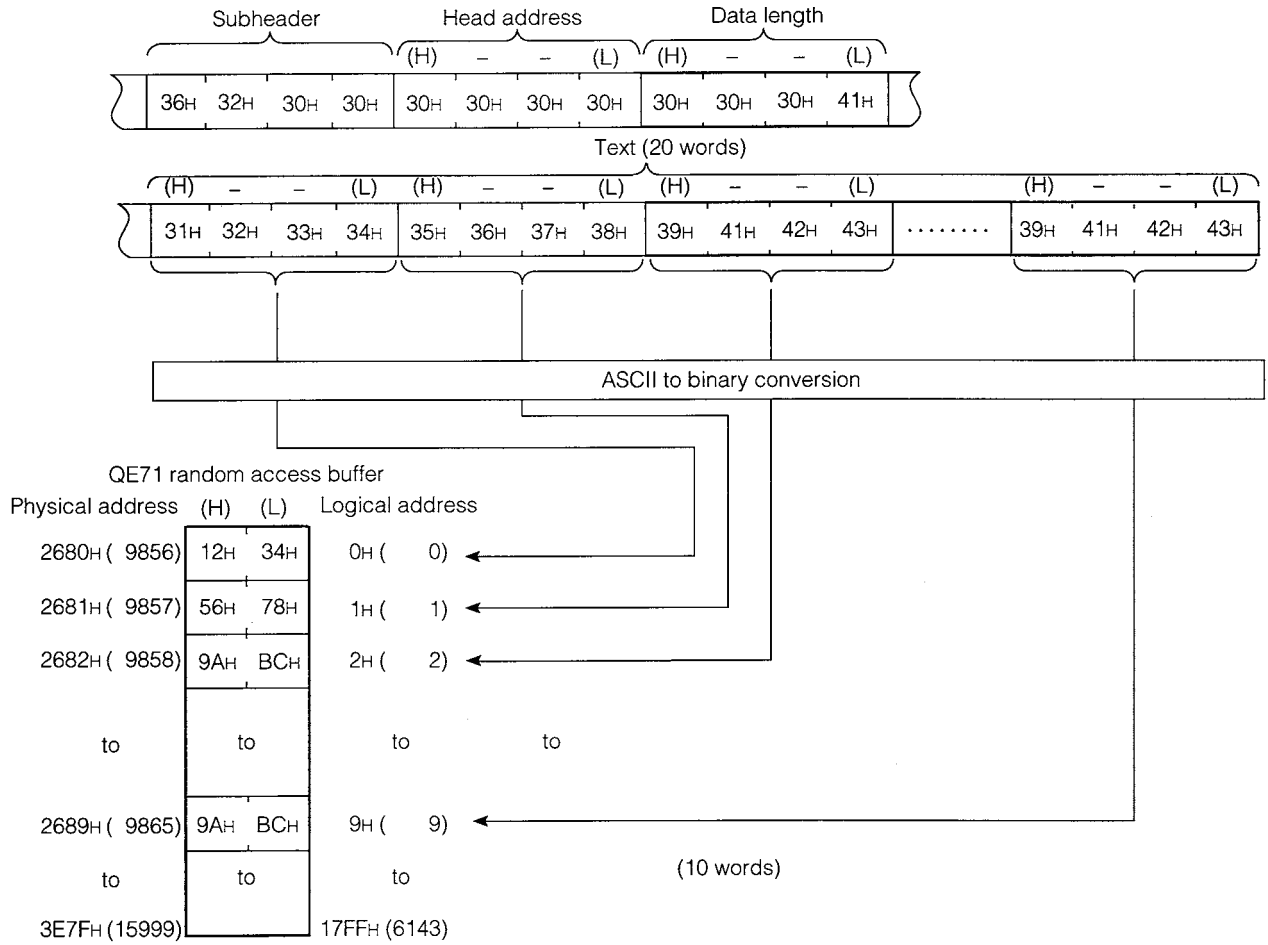 Subheader Head address Data length
(H) – – (L) (H) – – (L)
36H 32H 30H 30H 30H 30H 30H 30H 30H 30H 30H 41H
Text (20 words)
(H) – – (L) (H) – – (L) (H) – – (L) (H) – – (L)
31H 32H 33H 34H 35H 36H 37H 38H 39H 41H 42H 43H ········ 39H 41H 42H 43H
ASCII to binary conversion
QE71 random access buffer
Physical address (H) (L) Logical address
2680H ( 9856) 12H 34H 0H ( 0)
2681H ( 9857) 56H 78H 1H ( 1)
2682H ( 9858) 9AH BCH 2H ( 2)
to to to to
2689H ( 9865) 9AH BCH 9H ( 9)
(10 words)
to to to
3E7FH (15999) 17FFH (6143)